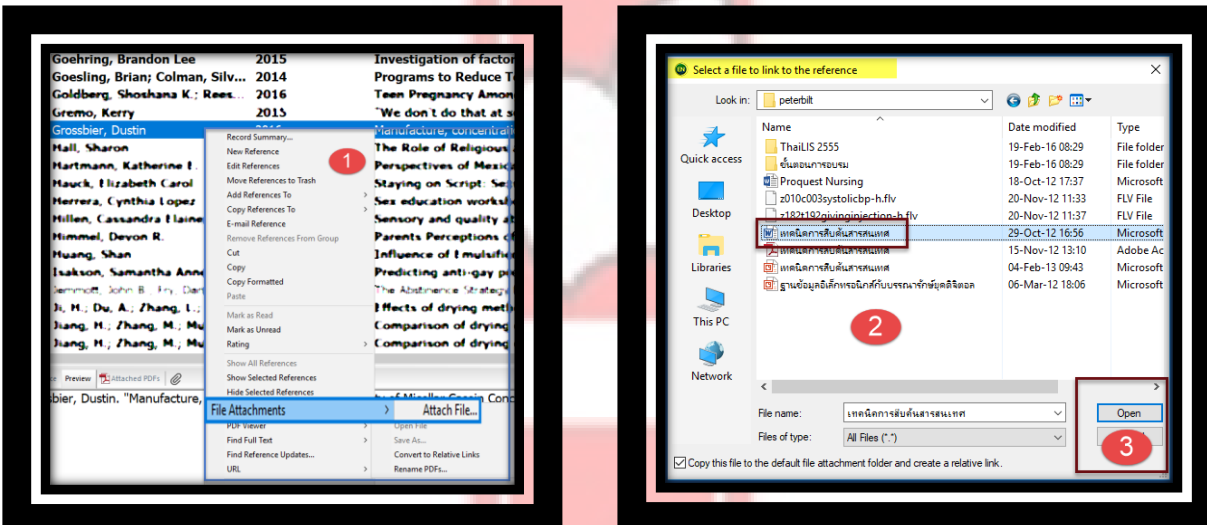 Goehring, Brandon Lee 2015 Investigation of factor
Goesling, Brian; Colman, Silv... 2014 Programs to Reduce T
Goldberg, Shoshana K.; Rees... 2016 Teen Pregnancy Amon
Gremo, Kerry 2015 "We don't do that at s
Grossbier, Dustin 2016 Manufacture, concentrati
Hall, Sharon The Role of Religious
Hartmann, Katherine E. Perspectives of Mexic
Hauck, Elizabeth Carol Staying on Script: Se
Herrera, Cynthia Lopez Sex education worksh
Hillen, Cassandra Elaine Sensory and quality at
Himmel, Devon R. Parents Perceptions of
Huang, Shan Influence of Emulsifie
Isakson, Samantha Anne Predicting anti-gay pre
Jemmott, John B. The Abstinence Strategy
Ji, H.; Du, A.; Zhang, L.; Effects of drying meth
Jiang, H.; Zhang, M.; Mu Comparison of drying
Jiang, H.; Zhang, M.; Mu Comparison of drying
Record Summary...
New Reference
1
Edit References
Move References to Trash
Add References To >
Copy References To >
E-mail Reference
Remove References From Group
Cut
Copy
Copy Formatted
Paste
Mark as Read
Mark as Unread
Rating >
Show All References
Show Selected References
Hide Selected References
File Attachments > Attach File...
PDF Viewer > Open File
Find Full Text > Save As...
Find Reference Updates... Convert to Relative Links
URL > Rename PDFs...
Preview Attached PDFs
bier, Dustin. "Manufacture,
Select a file to link to the reference
Look in: peterbilt
Name Date modified Type
ThaiLIS 2555 19-Feb-16 08:29 File folder
ขั้นตอนการอบรม 19-Feb-16 08:29 File folder
Proquest Nursing 18-Oct-12 17:37 Microsoft
z010c003systolicbp-h.flv 20-Nov-12 11:33 FLV File
z182t192givinginjection-h.flv 20-Nov-12 11:37 FLV File
เทคนิคการสืบค้นสารสนเทศ 29-Oct-12 16:56 Microsoft
เทคนิคการสืบค้นสารสนเทศ 15-Nov-12 13:10 Adobe Ac
เทคนิคการสืบค้นสารสนเทศ 04-Feb-13 09:43 Microsoft
ฐานข้อมูลอิเล็กทรอนิกส์กับบรรณารักษ์ยุคดิจิตอล 06-Mar-12 18:06 Microsoft
Quick access
Desktop
Libraries
This PC
Network
2
File name: เทคนิคการสืบค้นสารสนเทศ Open
Files of type: All Files (*.*)
3
Copy this file to the default file attachment folder and create a relative link.